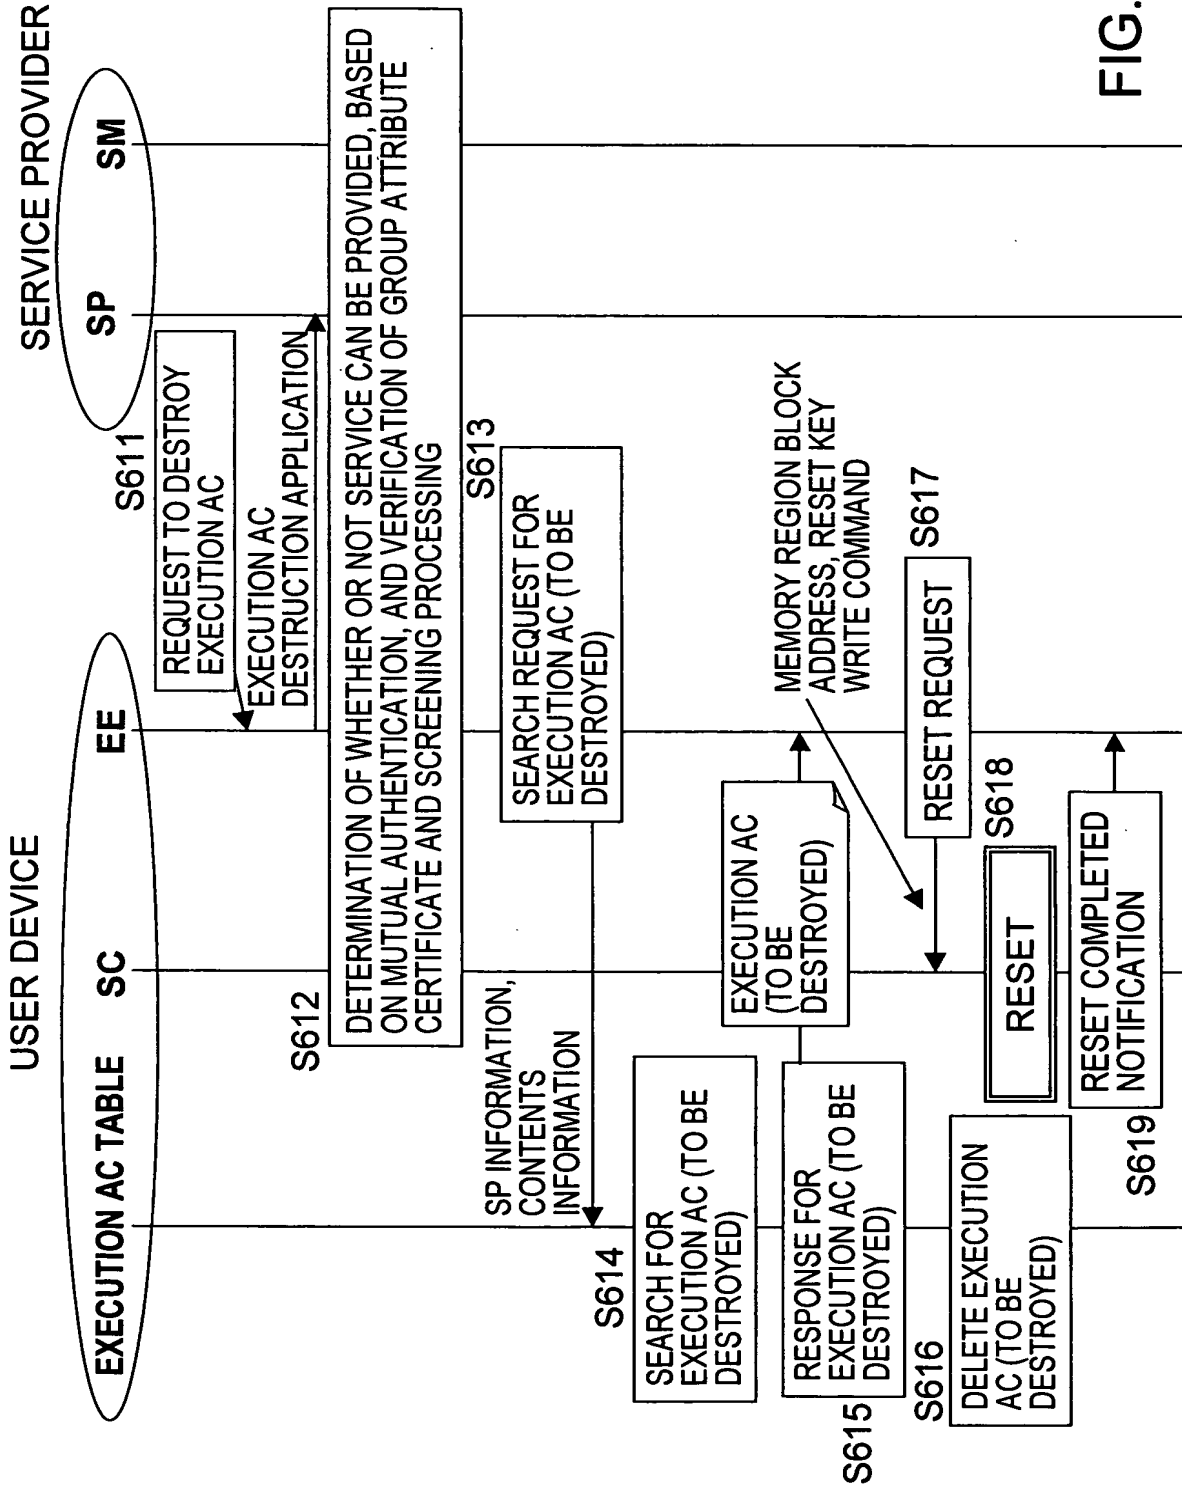 USER DEVICE
SERVICE PROVIDER
EXECUTION AC TABLE
SC
EE
SP
SM
S611
REQUEST TO DESTROY
EXECUTION AC
EXECUTION AC
DESTRUCTION APPLICATION
S612
DETERMINATION OF WHETHER OR NOT SERVICE CAN BE PROVIDED, BASED
ON MUTUAL AUTHENTICATION, AND VERIFICATION OF GROUP ATTRIBUTE
CERTIFICATE AND SCREENING PROCESSING
S613
SEARCH REQUEST FOR
EXECUTION AC (TO BE
DESTROYED)
SP INFORMATION,
CONTENTS
INFORMATION
S614
SEARCH FOR
EXECUTION AC (TO BE
DESTROYED)
EXECUTION AC
(TO BE
DESTROYED)
S615
RESPONSE FOR
EXECUTION AC (TO BE
DESTROYED)
MEMORY REGION BLOCK
ADDRESS, RESET KEY
WRITE COMMAND
S616
DELETE EXECUTION
AC (TO BE
DESTROYED)
S617
RESET REQUEST
S618
RESET
S619
RESET COMPLETED
NOTIFICATION
FIG.